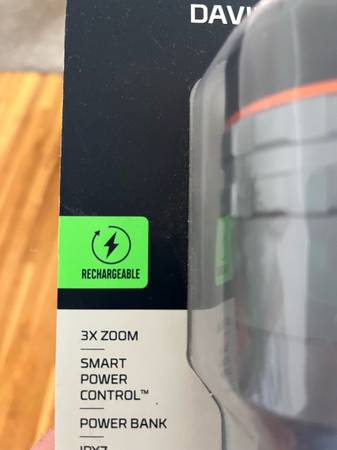 RECHARGEABLE
3X ZOOM
SMART
POWER
CONTROL™
POWER BANK